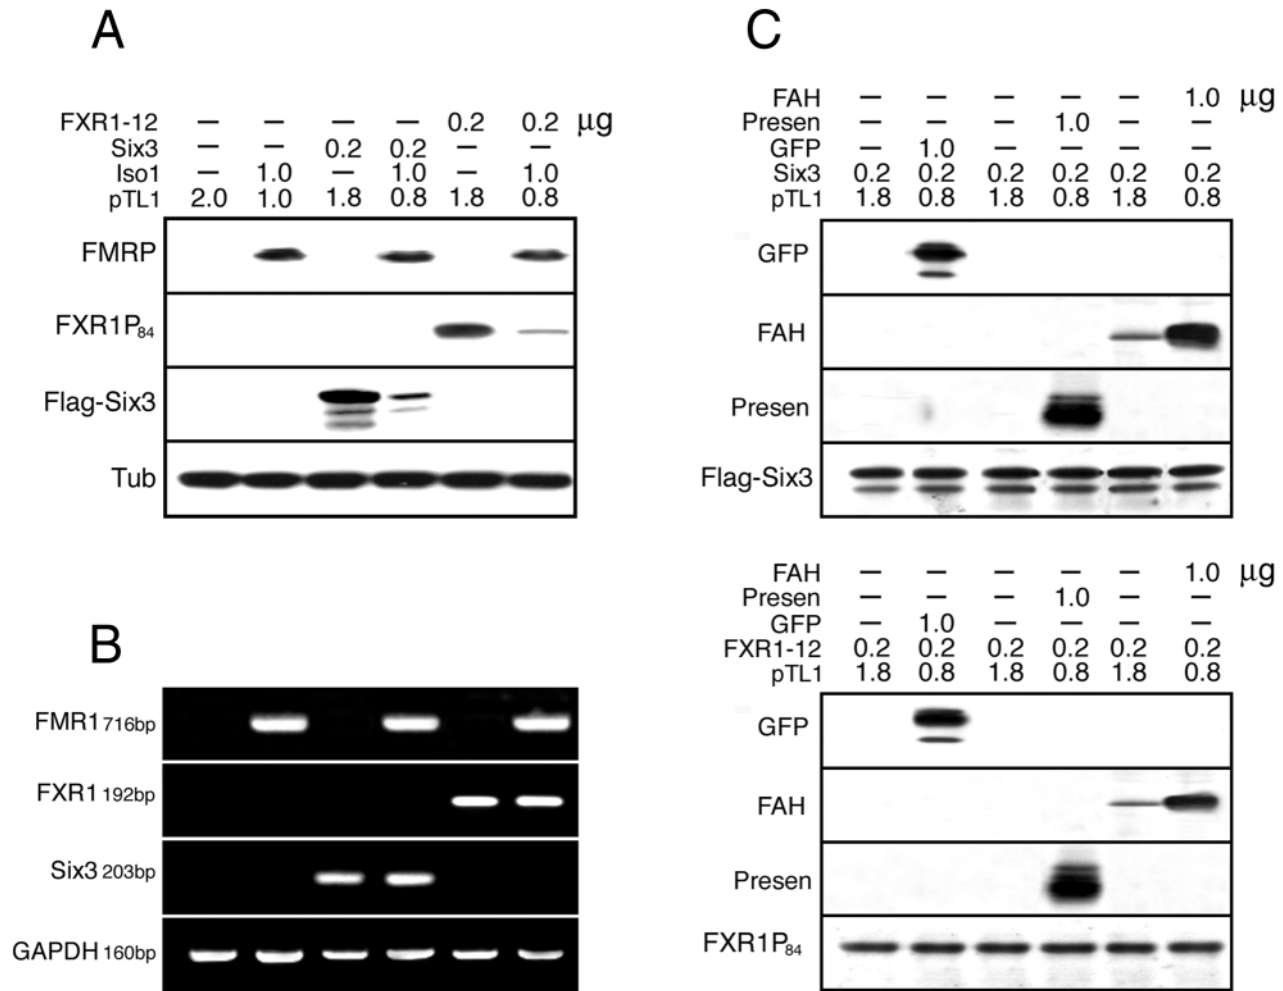 A
FXR1-12 – – – – 0.2 0.2 µg
Six3 – – 0.2 0.2 – –
Iso1 – 1.0 – 1.0 – 1.0
pTL1 2.0 1.0 1.8 0.8 1.8 0.8
FMRP
FXR1P84
Flag-Six3
Tub
B
FMR1 716bp
FXR1 192bp
Six3 203bp
GAPDH 160bp
C
FAH – – – – – 1.0 µg
Presen – – – 1.0 – –
GFP – 1.0 – – – –
Six3 0.2 0.2 0.2 0.2 0.2 0.2
pTL1 1.8 0.8 1.8 0.8 1.8 0.8
GFP
FAH
Presen
Flag-Six3
FAH – – – – – 1.0 µg
Presen – – – 1.0 – –
GFP – 1.0 – – – –
FXR1-12 0.2 0.2 0.2 0.2 0.2 0.2
pTL1 1.8 0.8 1.8 0.8 1.8 0.8
GFP
FAH
Presen
FXR1P84